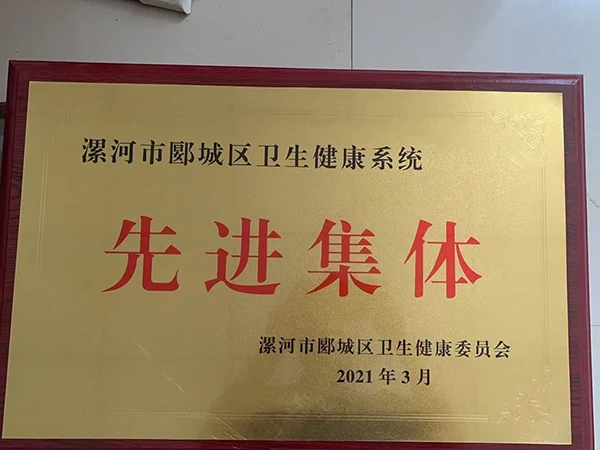 漯河市郾城区卫生健康系统
先进集体
漯河市郾城区卫生健康委员会
2021年3月